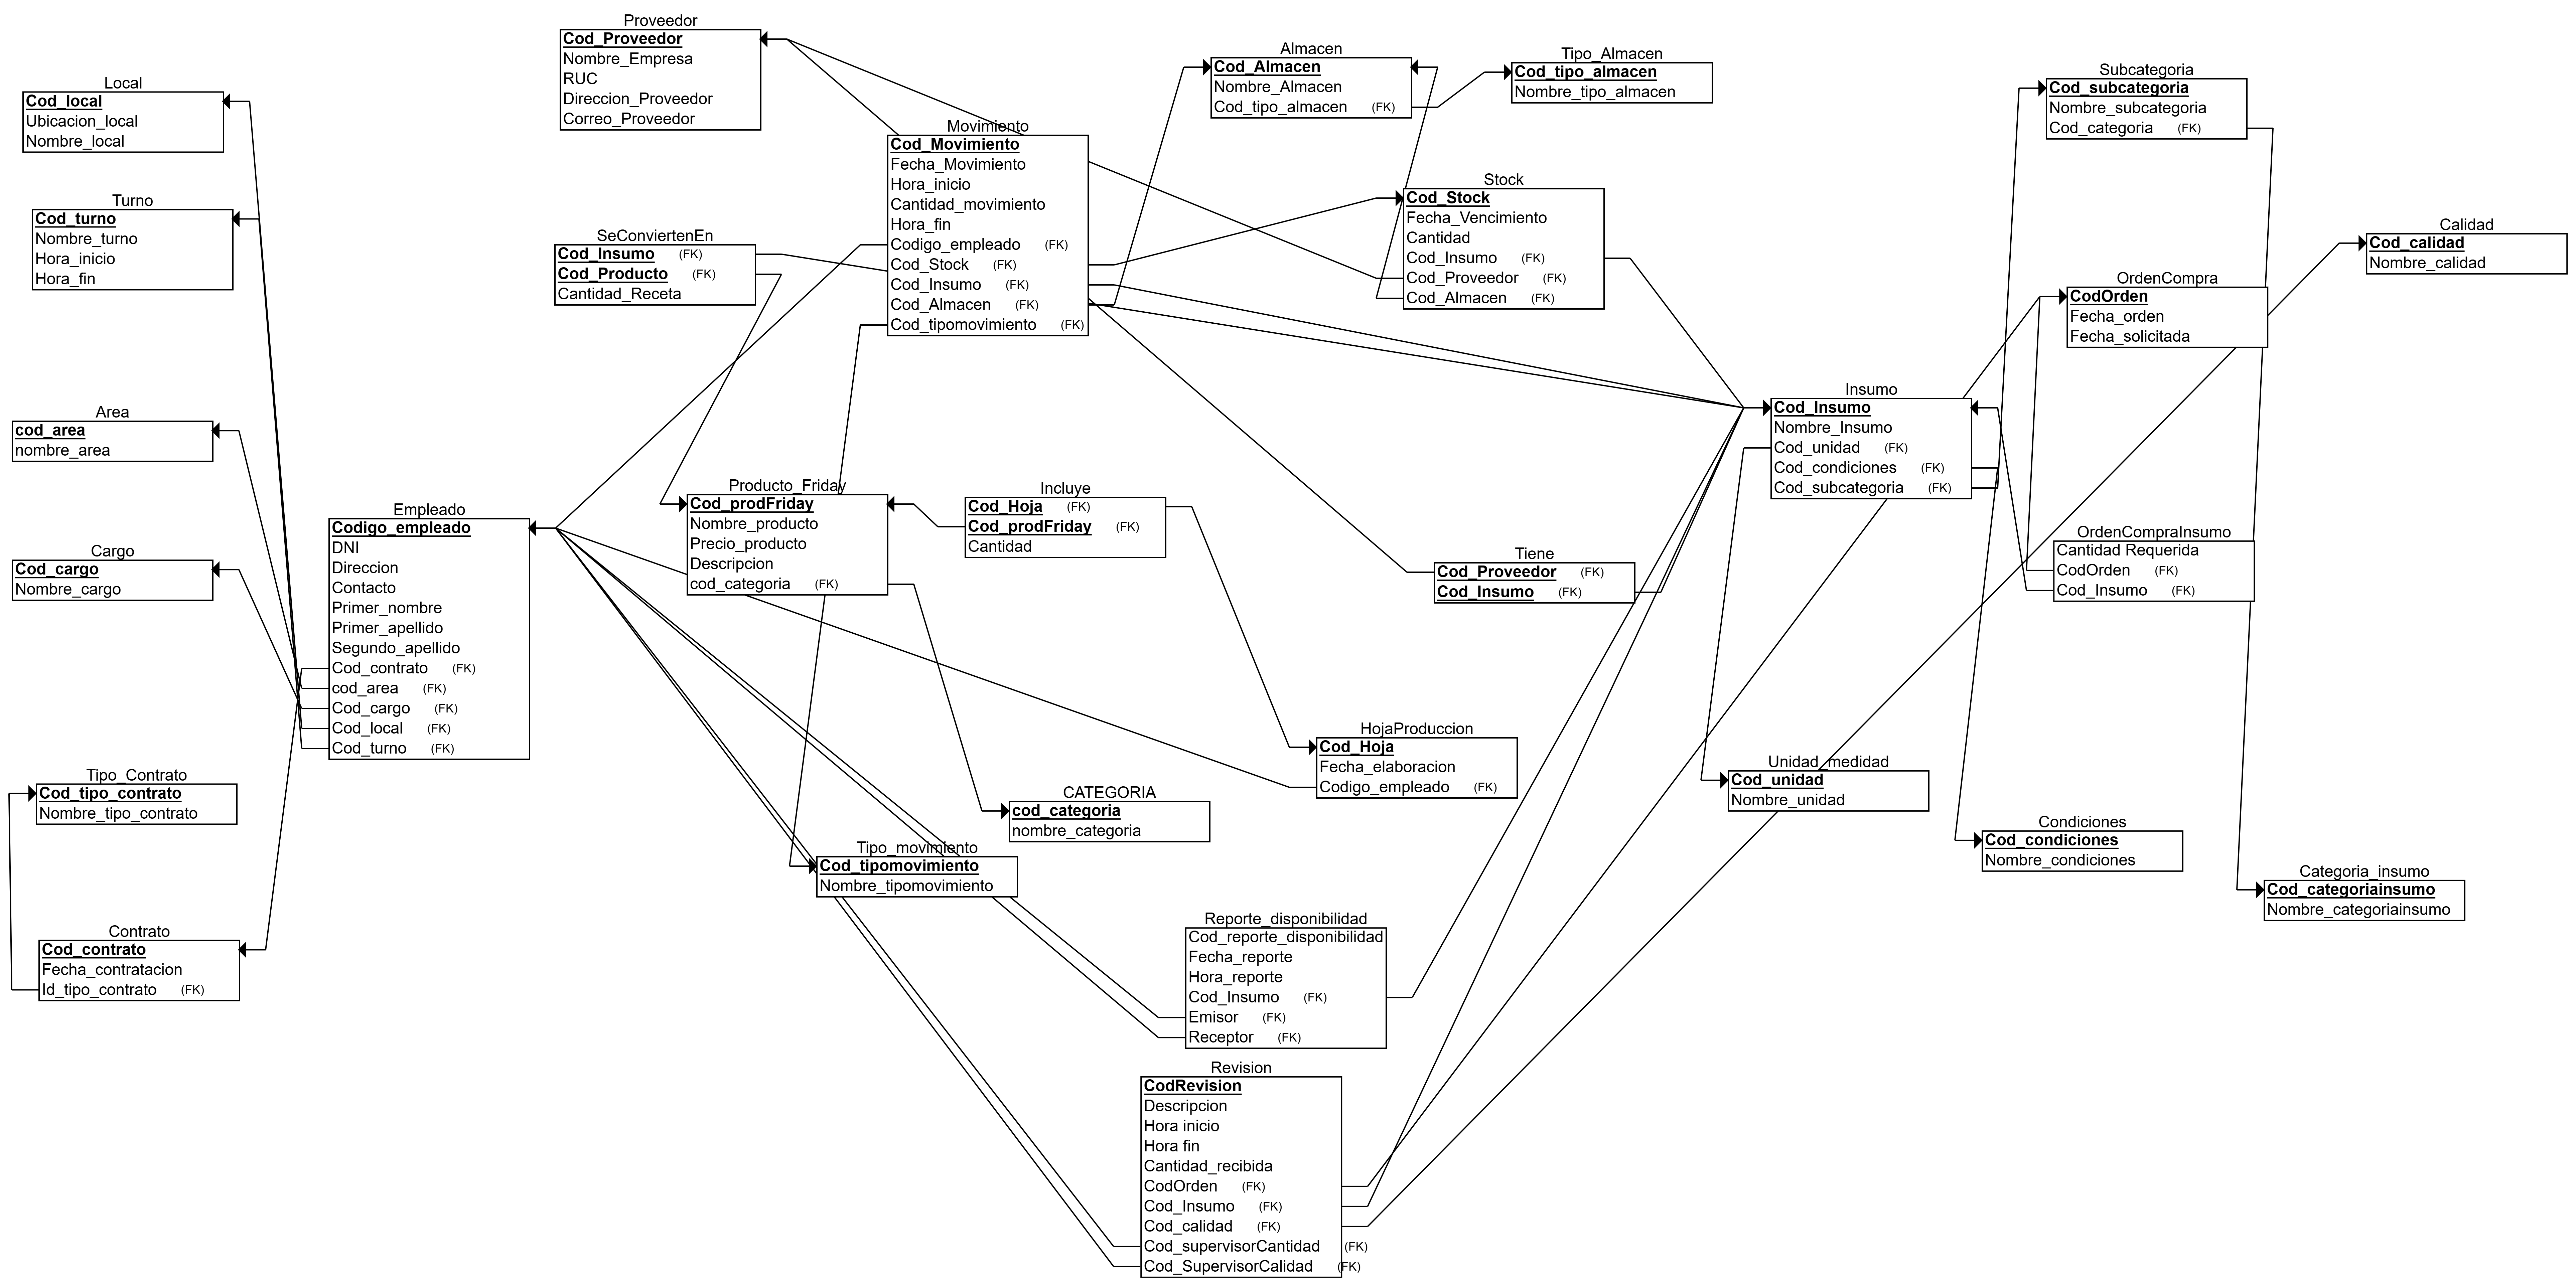 Proveedor
Cod_Proveedor
Nombre_Empresa
RUC
Direccion_Proveedor
Correo_Proveedor
Almacen
Cod_Almacen
Nombre_Almacen
Cod_tipo_almacen (FK)
Tipo_Almacen
Cod_tipo_almacen
Nombre_tipo_almacen
Subcategoria
Cod_subcategoria
Nombre_subcategoria
Cod_categoria (FK)
Local
Cod_local
Ubicacion_local
Nombre_local
Movimiento
Cod_Movimiento
Fecha_Movimiento
Hora_inicio
Cantidad_movimiento
Hora_fin
Codigo_empleado (FK)
Cod_Stock (FK)
Cod_Insumo (FK)
Cod_Almacen (FK)
Cod_tipomovimiento (FK)
Stock
Cod_Stock
Fecha_Vencimiento
Cantidad
Cod_Insumo (FK)
Cod_Proveedor (FK)
Cod_Almacen (FK)
Turno
Cod_turno
Nombre_turno
Hora_inicio
Hora_fin
SeConviertenEn
Cod_Insumo (FK)
Cod_Producto (FK)
Cantidad_Receta
Calidad
Cod_calidad
Nombre_calidad
OrdenCompra
CodOrden
Fecha_orden
Fecha_solicitada
Insumo
Cod_Insumo
Nombre_Insumo
Cod_unidad (FK)
Cod_condiciones (FK)
Cod_subcategoria (FK)
Area
cod_area
nombre_area
Producto_Friday
Cod_prodFriday
Nombre_producto
Precio_producto
Descripcion
cod_categoria (FK)
Incluye
Cod_Hoja (FK)
Cod_prodFriday (FK)
Cantidad
Empleado
Codigo_empleado
DNI
Direccion
Contacto
Primer_nombre
Primer_apellido
Segundo_apellido
Cod_contrato (FK)
cod_area (FK)
Cod_cargo (FK)
Cod_local (FK)
Cod_turno (FK)
OrdenCompraInsumo
Cantidad Requerida
CodOrden (FK)
Cod_Insumo (FK)
Cargo
Cod_cargo
Nombre_cargo
Tiene
Cod_Proveedor (FK)
Cod_Insumo (FK)
HojaProduccion
Cod_Hoja
Fecha_elaboracion
Codigo_empleado (FK)
Unidad_medidad
Cod_unidad
Nombre_unidad
Tipo_Contrato
Cod_tipo_contrato
Nombre_tipo_contrato
CATEGORIA
cod_categoria
nombre_categoria
Condiciones
Cod_condiciones
Nombre_condiciones
Tipo_movimiento
Cod_tipomovimiento
Nombre_tipomovimiento
Categoria_insumo
Cod_categoriainsumo
Nombre_categoriainsumo
Contrato
Cod_contrato
Fecha_contratacion
Id_tipo_contrato (FK)
Reporte_disponibilidad
Cod_reporte_disponibilidad
Fecha_reporte
Hora_reporte
Cod_Insumo (FK)
Emisor (FK)
Receptor (FK)
Revision
CodRevision
Descripcion
Hora inicio
Hora fin
Cantidad_recibida
CodOrden (FK)
Cod_Insumo (FK)
Cod_calidad (FK)
Cod_supervisorCantidad (FK)
Cod_SupervisorCalidad (FK)